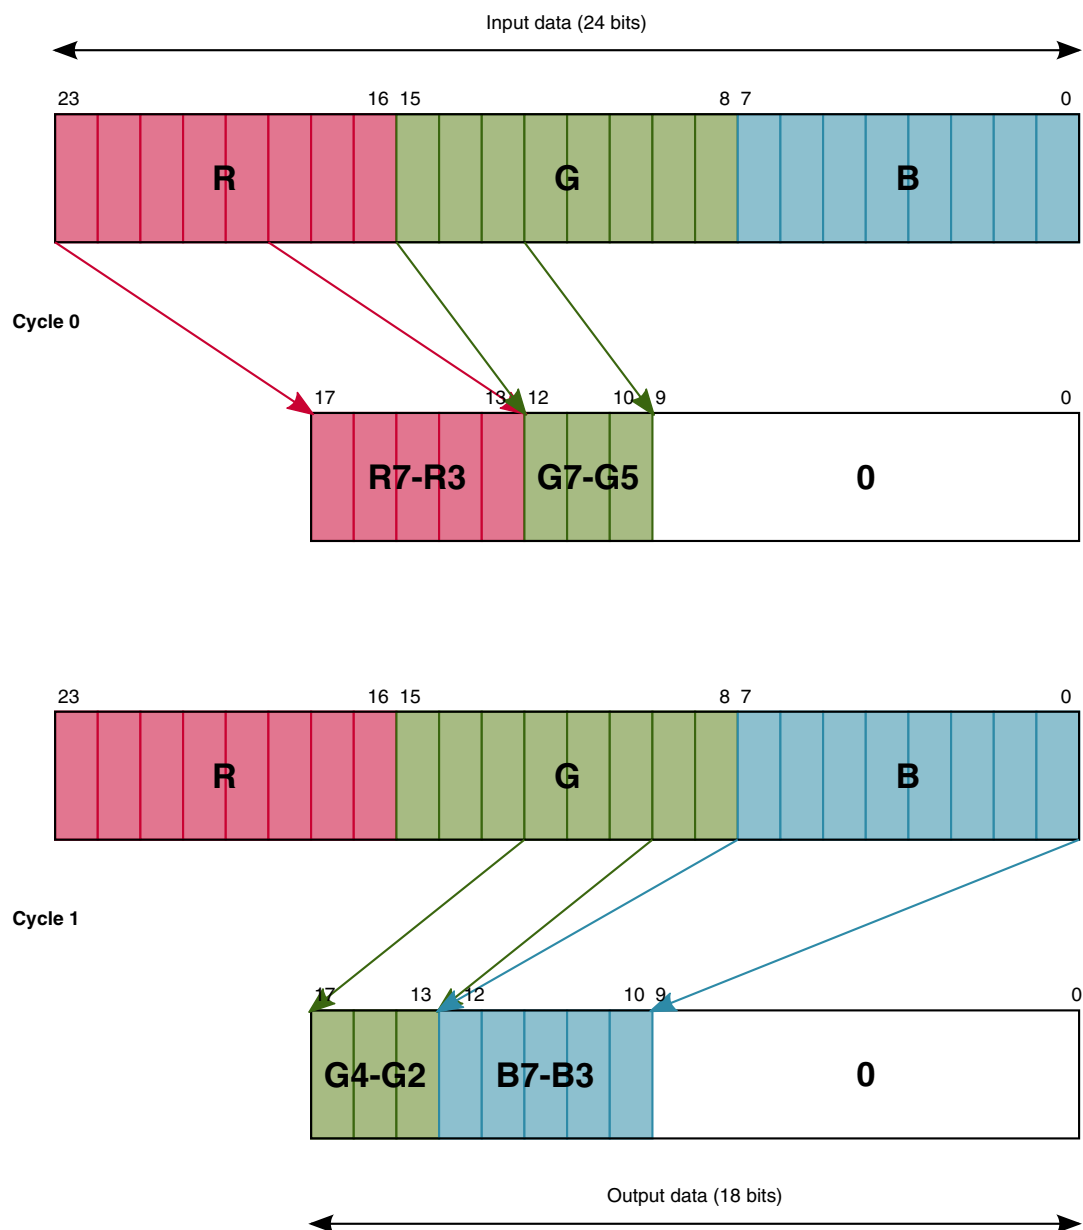 Input data (24 bits)
23 16 15 8 7 0
R G B
Cycle 0
17 13 12 10 9 0
R7-R3 G7-G5 0
23 16 15 8 7 0
R G B
Cycle 1
17 13 12 10 9 0
G4-G2 B7-B3 0
Output data (18 bits)